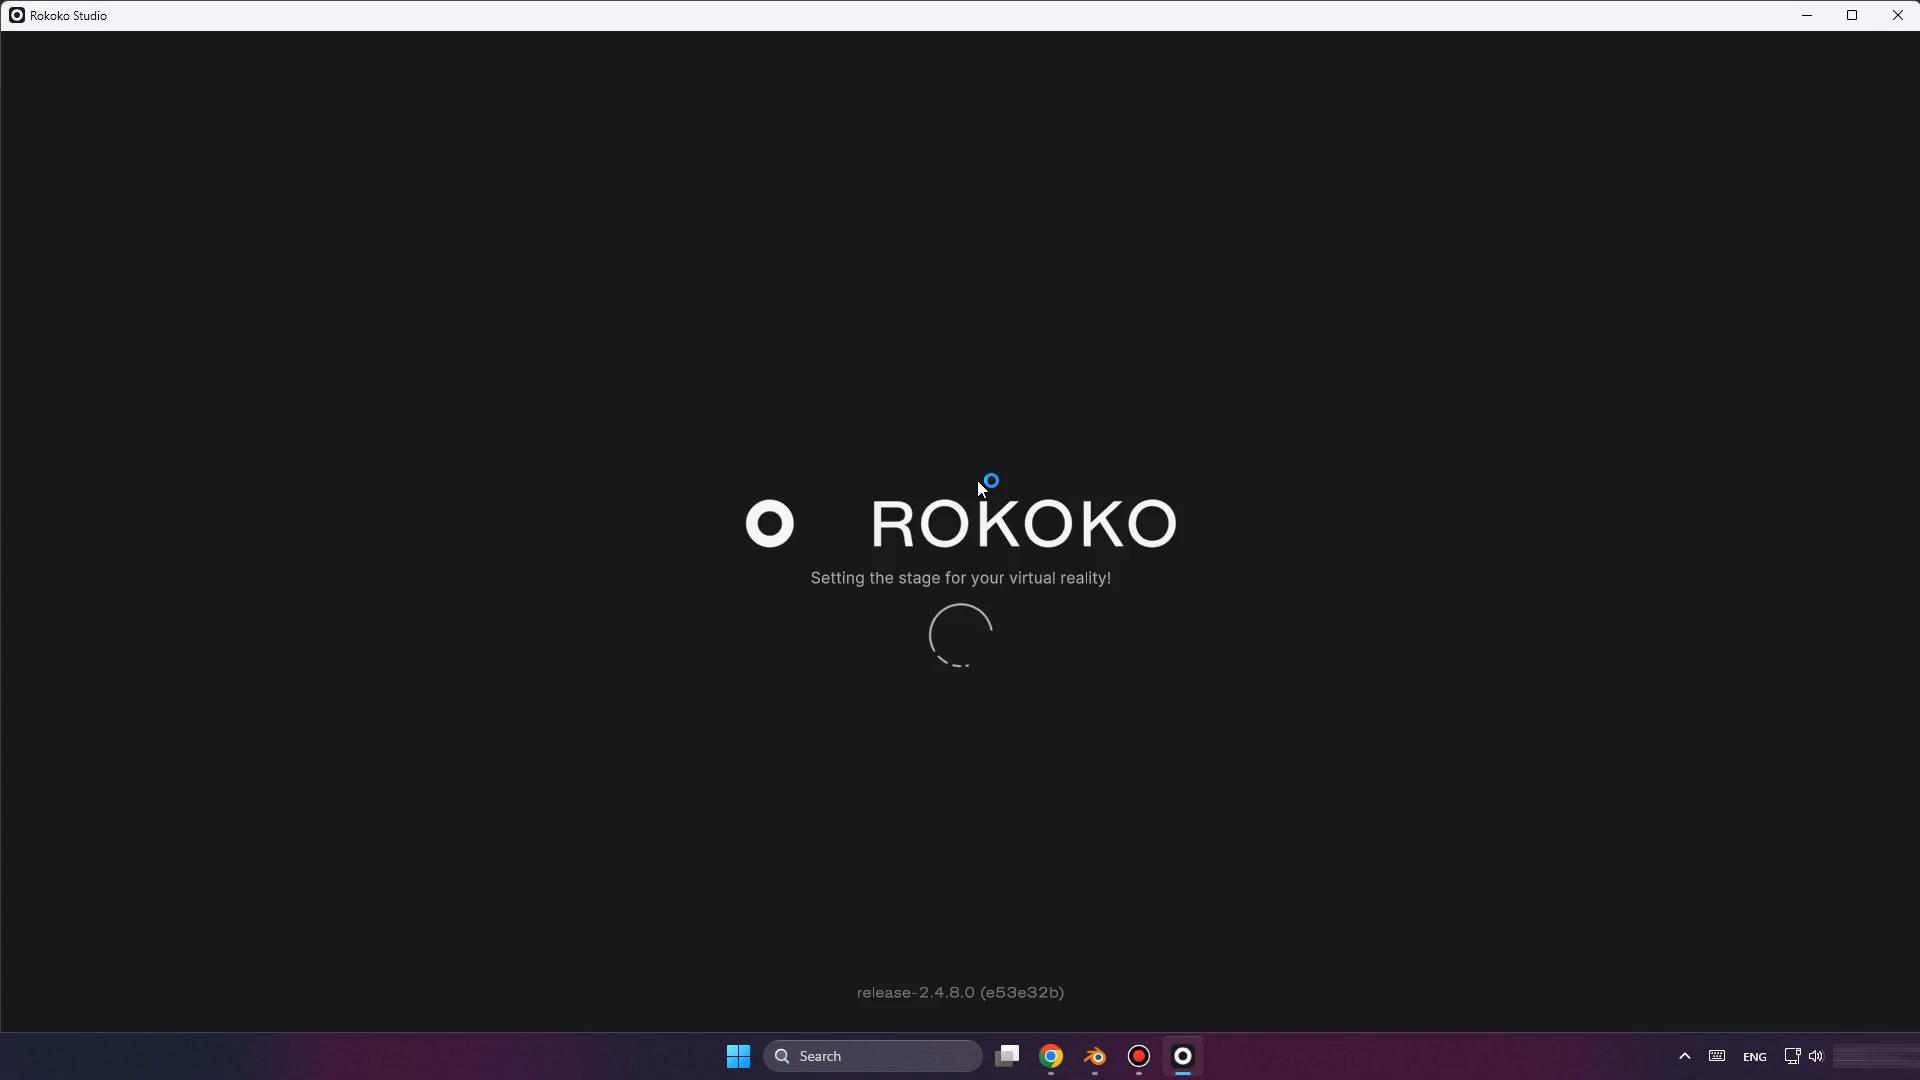 Rokoko Studio
ROKOKO
Setting the stage for your virtual reality!
release-2.4.8.0 (e53e32b)
Search
ENG